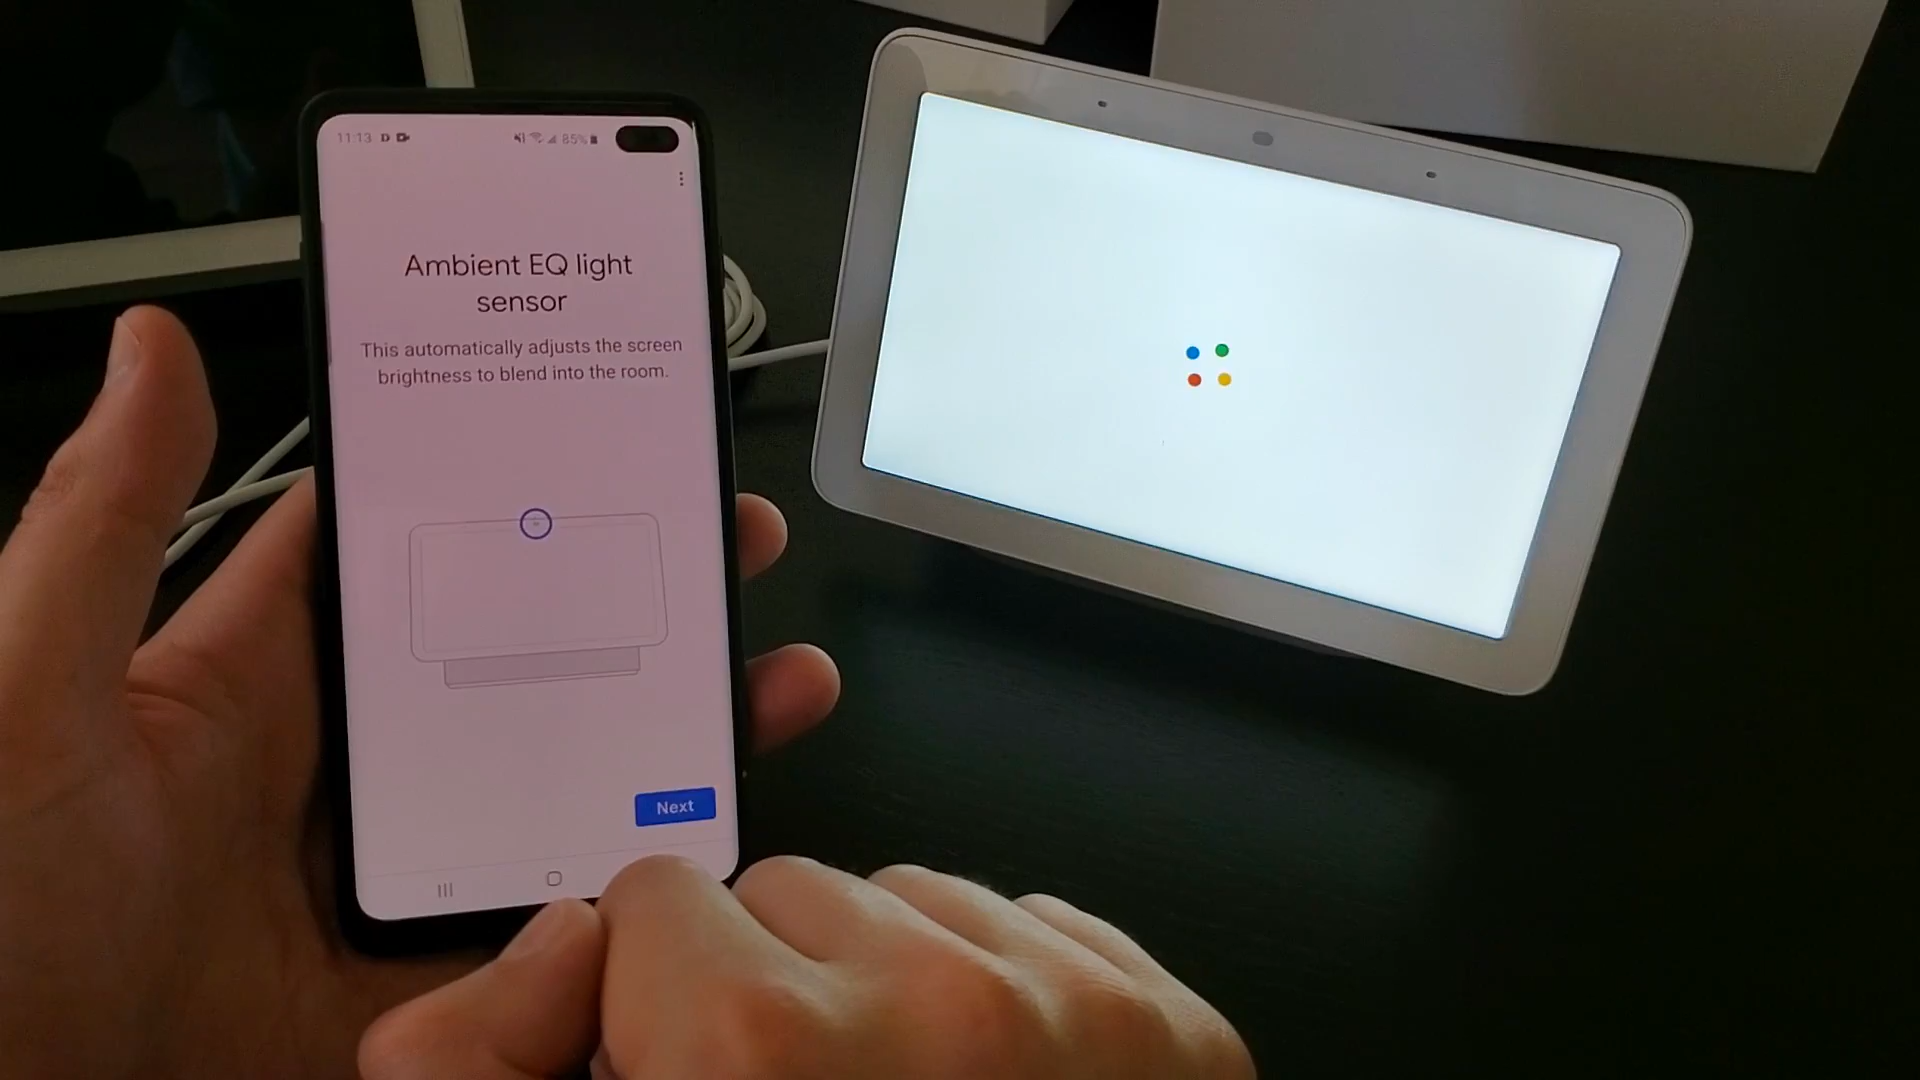 11:13 D 85%
Ambient EQ light
sensor
This automatically adjusts the screen
brightness to blend into the room.
Next